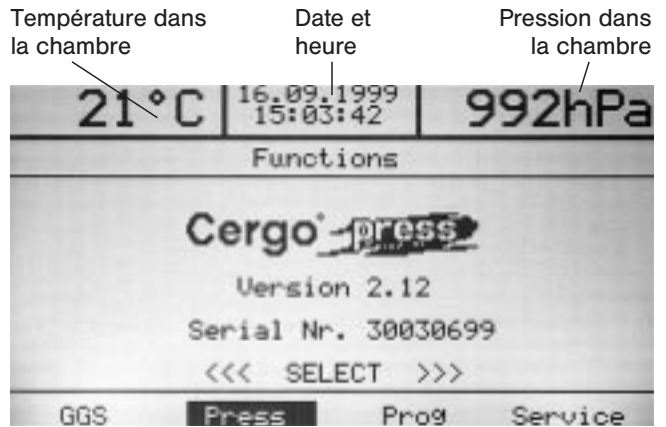 Température dans la chambre
Date et heure
Pression dans la chambre
21°C
16.09.1999
15:03:42
992hPa
Functions
Cergo press
Version 2.12
Serial Nr. 30030699
<<< SELECT >>>
GGS Press Prog Service